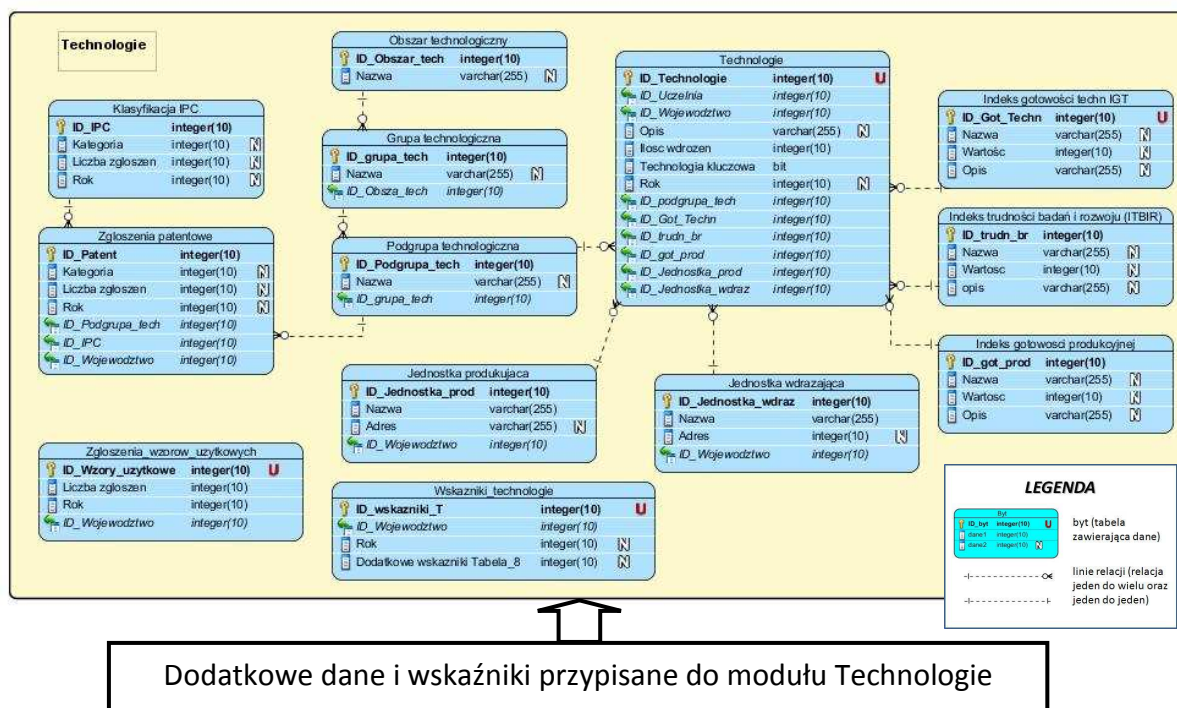 Technologie
Obszar technologiczny
ID_Obszar_tech integer(10)
Nazwa varchar(255) N
Klasyfikacja IPC
ID_IPC integer(10)
Kategoria integer(10) N
Liczba zgloszen integer(10) N
Rok integer(10) N
Grupa technologiczna
ID_grupa_tech integer(10)
Nazwa varchar(255) N
ID_Obsza_tech integer(10)
Zgloszenia patentowe
ID_Patent integer(10)
Kategoria integer(10) N
Liczba zgloszen integer(10) N
Rok integer(10) N
ID_Podgrupa_tech integer(10)
ID_IPC integer(10)
ID_Wojewodztwo integer(10)
Podgrupa technologiczna
ID_Podgrupa_tech integer(10)
Nazwa varchar(255) N
ID_grupa_tech integer(10)
Technologie
ID_Technologie integer(10) U
ID_Uczelnia integer(10)
ID_Wojewodztwo integer(10)
Opis varchar(255) N
Ilosc wdrozen integer(10)
Technologia kluczowa bit
Rok integer(10) N
ID_podgrupa_tech integer(10)
ID_Got_Techn integer(10)
ID_trudn_br integer(10)
ID_got_prod integer(10)
ID_Jednostka_prod integer(10)
ID_Jednostka_wdraz integer(10)
Indeks gotowości techn IGT
ID_Got_Techn integer(10) U
Nazwa varchar(255) N
Wartośc integer(10) N
Opis varchar(255) N
Indeks trudności badań i rozwoju (ITBIR)
ID_trudn_br integer(10)
Nazwa varchar(255) N
Wartosc integer(10) N
opis varchar(255) N
Indeks gotowosci produkcyjnej
ID_got_prod integer(10)
Nazwa varchar(255) N
Wartosc integer(10) N
Opis varchar(255) N
Jednostka produkujaca
ID_Jednostka_prod integer(10)
Nazwa varchar(255)
Adres varchar(255) N
ID_Wojewodztwo integer(10)
Jednostka wdrazająca
ID_Jednostka_wdraz integer(10)
Nazwa varchar(255)
Adres integer(10) N
ID_Wojewodztwo integer(10)
Zgloszenia_wzorow_uzytkowych
ID_Wzory_uzytkowe integer(10) U
Liczba zgloszen integer(10)
Rok integer(10)
ID_Wojewodztwo integer(10)
Wskazniki_technologie
ID_wskazniki_T integer(10) U
ID_Wojewodztwo integer(10)
Rok integer(10) N
Dodatkowe wskazniki Tabela_8 integer(10) N
LEGENDA
Byt
ID_byt integer(10) U
dane1 integer(10)
dane2 integer(10) N
byt (tabela
zawierająca dane)
linie relacji (relacja
jeden do wielu oraz
jeden do jeden)
Dodatkowe dane i wskaźniki przypisane do modułu Technologie